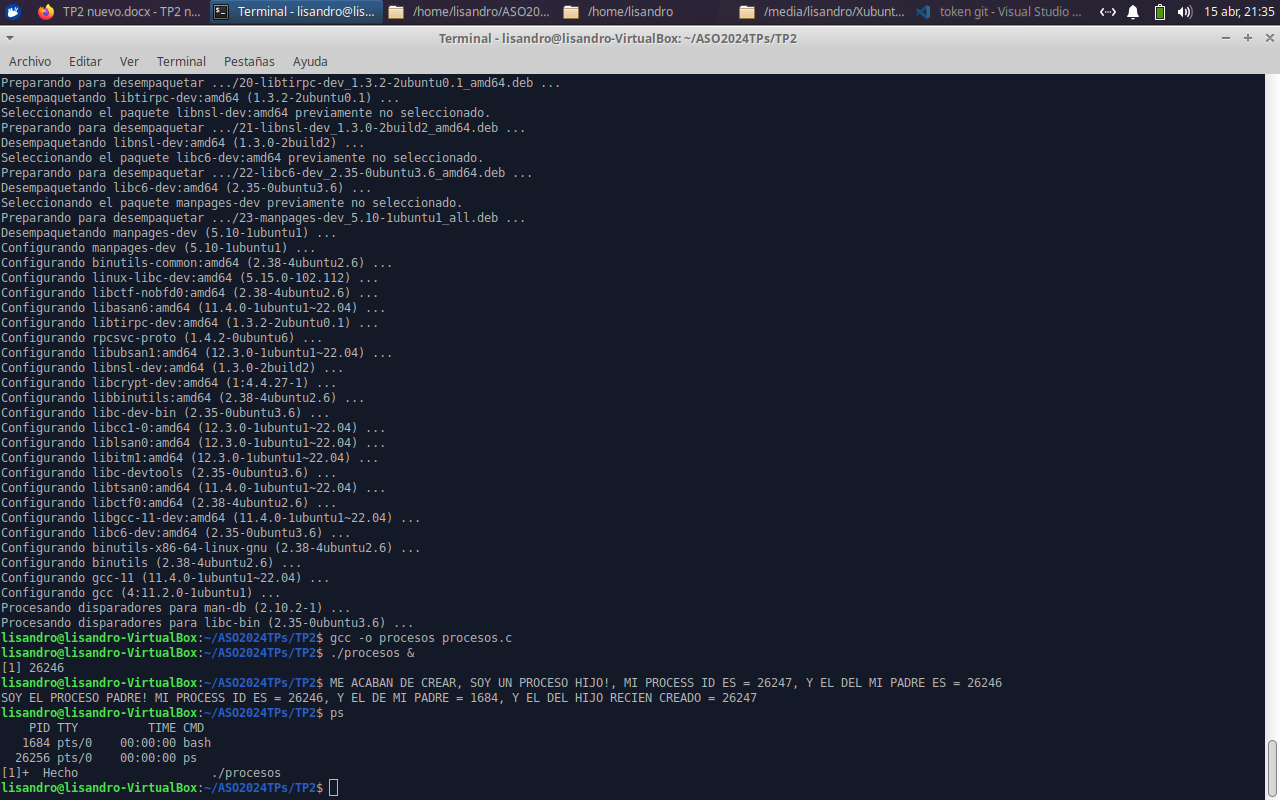 TP2 nuevo.docx - TP2 n...
Terminal - lisandro@lis...
/home/lisandro/ASO20...
/home/lisandro
/media/lisandro/Xubunt...
token git - Visual Studio ...
15 abr, 21:35
Terminal - lisandro@lisandro-VirtualBox: ~/ASO2024TPs/TP2
Archivo Editar Ver Terminal Pestañas Ayuda
Preparando para desempaquetar .../20-libtirpc-dev_1.3.2-2ubuntu0.1_amd64.deb ...
Desempaquetando libtirpc-dev:amd64 (1.3.2-2ubuntu0.1) ...
Seleccionando el paquete libnsl-dev:amd64 previamente no seleccionado.
Preparando para desempaquetar .../21-libnsl-dev_1.3.0-2build2_amd64.deb ...
Desempaquetando libnsl-dev:amd64 (1.3.0-2build2) ...
Seleccionando el paquete libc6-dev:amd64 previamente no seleccionado.
Preparando para desempaquetar .../22-libc6-dev_2.35-0ubuntu3.6_amd64.deb ...
Desempaquetando libc6-dev:amd64 (2.35-0ubuntu3.6) ...
Seleccionando el paquete manpages-dev previamente no seleccionado.
Preparando para desempaquetar .../23-manpages-dev_5.10-1ubuntu1_all.deb ...
Desempaquetando manpages-dev (5.10-1ubuntu1) ...
Configurando manpages-dev (5.10-1ubuntu1) ...
Configurando binutils-common:amd64 (2.38-4ubuntu2.6) ...
Configurando linux-libc-dev:amd64 (5.15.0-102.112) ...
Configurando libctf-nobfd0:amd64 (2.38-4ubuntu2.6) ...
Configurando libasan6:amd64 (11.4.0-1ubuntu1~22.04) ...
Configurando libtirpc-dev:amd64 (1.3.2-2ubuntu0.1) ...
Configurando rpcsvc-proto (1.4.2-0ubuntu6) ...
Configurando libubsan1:amd64 (12.3.0-1ubuntu1~22.04) ...
Configurando libnsl-dev:amd64 (1.3.0-2build2) ...
Configurando libcrypt-dev:amd64 (1:4.4.27-1) ...
Configurando libbinutils:amd64 (2.38-4ubuntu2.6) ...
Configurando libc-dev-bin (2.35-0ubuntu3.6) ...
Configurando libcc1-0:amd64 (12.3.0-1ubuntu1~22.04) ...
Configurando liblsan0:amd64 (12.3.0-1ubuntu1~22.04) ...
Configurando libitm1:amd64 (12.3.0-1ubuntu1~22.04) ...
Configurando libc-devtools (2.35-0ubuntu3.6) ...
Configurando libtsan0:amd64 (11.4.0-1ubuntu1~22.04) ...
Configurando libctf0:amd64 (2.38-4ubuntu2.6) ...
Configurando libgcc-11-dev:amd64 (11.4.0-1ubuntu1~22.04) ...
Configurando libc6-dev:amd64 (2.35-0ubuntu3.6) ...
Configurando binutils-x86-64-linux-gnu (2.38-4ubuntu2.6) ...
Configurando binutils (2.38-4ubuntu2.6) ...
Configurando gcc-11 (11.4.0-1ubuntu1~22.04) ...
Configurando gcc (4:11.2.0-1ubuntu1) ...
Procesando disparadores para man-db (2.10.2-1) ...
Procesando disparadores para libc-bin (2.35-0ubuntu3.6) ...
lisandro@lisandro-VirtualBox:~/ASO2024TPs/TP2$ gcc -o procesos procesos.c
lisandro@lisandro-VirtualBox:~/ASO2024TPs/TP2$ ./procesos &
[1] 26246
lisandro@lisandro-VirtualBox:~/ASO2024TPs/TP2$ ME ACABAN DE CREAR, SOY UN PROCESO HIJO!, MI PROCESS ID ES = 26247, Y EL DEL MI PADRE ES = 26246
SOY EL PROCESO PADRE! MI PROCESS ID ES = 26246, Y EL DE MI PADRE = 1684, Y EL DEL HIJO RECIEN CREADO = 26247
lisandro@lisandro-VirtualBox:~/ASO2024TPs/TP2$ ps
PID TTY TIME CMD
1684 pts/0 00:00:00 bash
26256 pts/0 00:00:00 ps
[1]+ Hecho ./procesos
lisandro@lisandro-VirtualBox:~/ASO2024TPs/TP2$